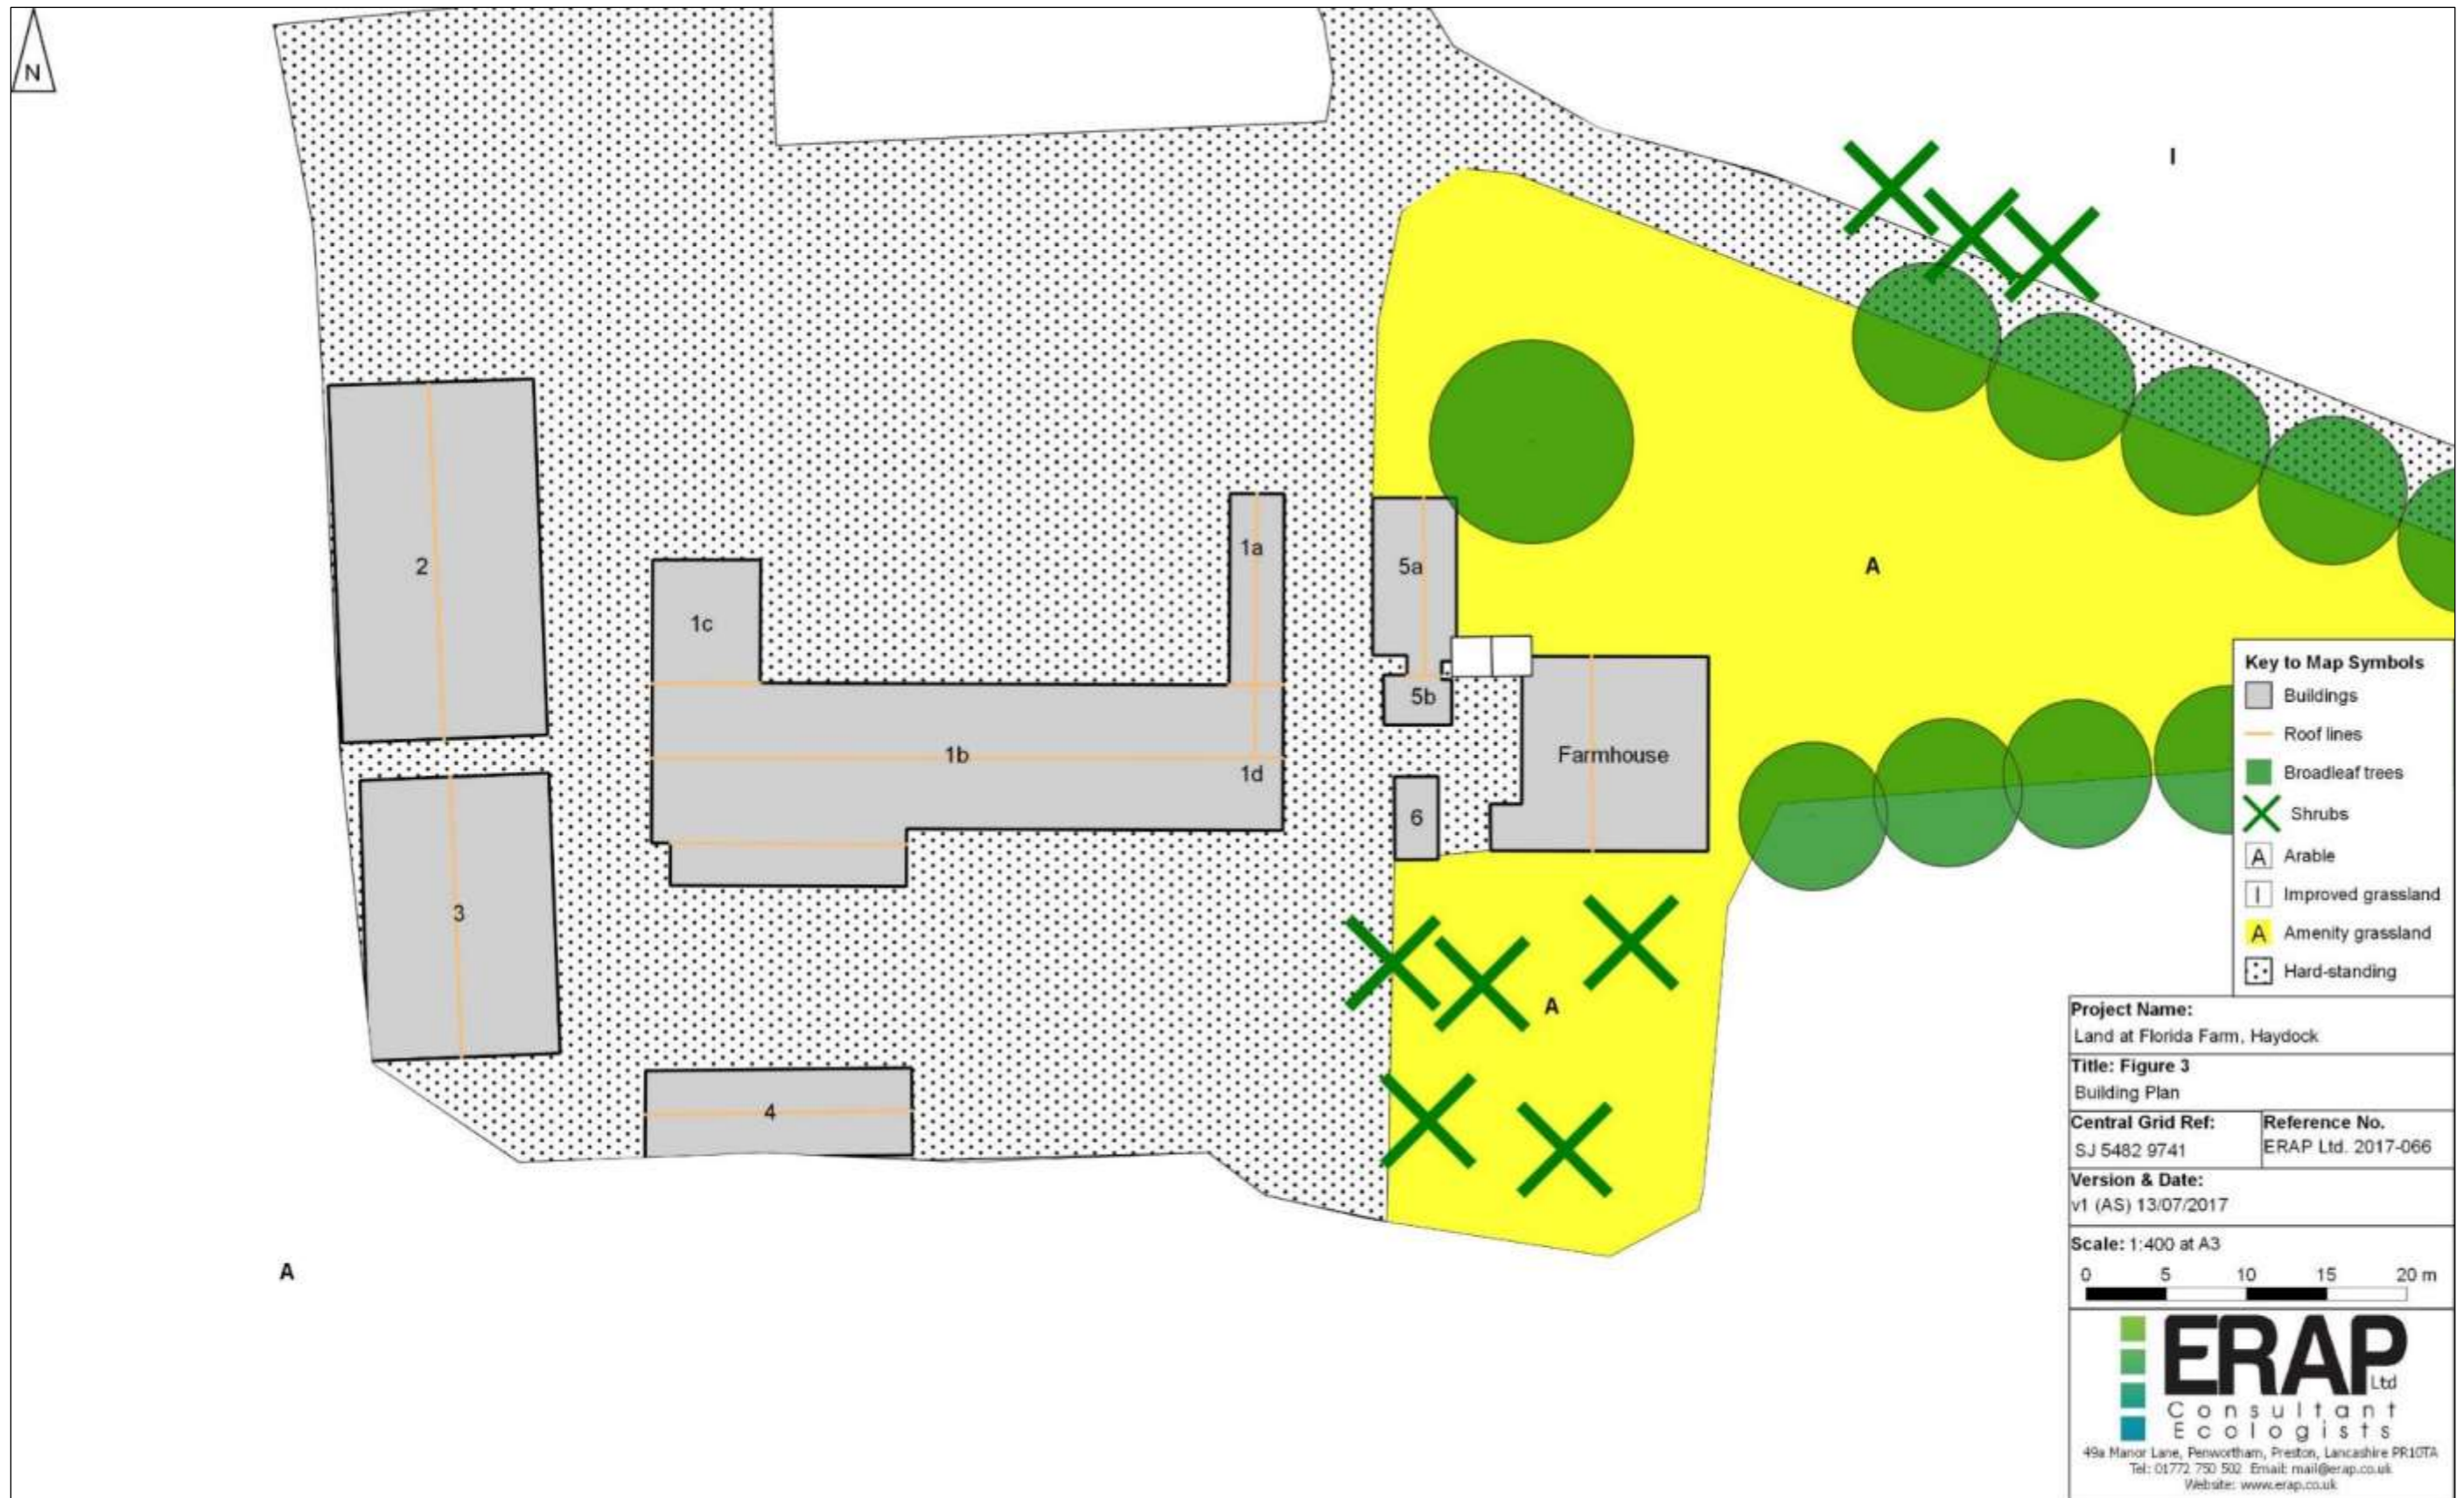 N
I
2
1a
5a
A
1c
5b
1b
Farmhouse
1d
6
3
A
4
A
Key to Map Symbols
Buildings
Roof lines
Broadleaf trees
Shrubs
A Arable
I Improved grassland
A Amenity grassland
Hard-standing
Project Name:
Land at Florida Farm, Haydock
Title: Figure 3
Building Plan
Central Grid Ref:
SJ 5482 9741
Reference No.
ERAP Ltd. 2017-066
Version & Date:
v1 (AS) 13/07/2017
Scale: 1:400 at A3
0 5 10 15 20 m
ERAP Ltd
Consultant
Ecologists
49a Manor Lane, Penwortham, Preston, Lancashire PR10TA
Tel: 01772 750 502 Email: mail@erap.co.uk
Website: www.erap.co.uk